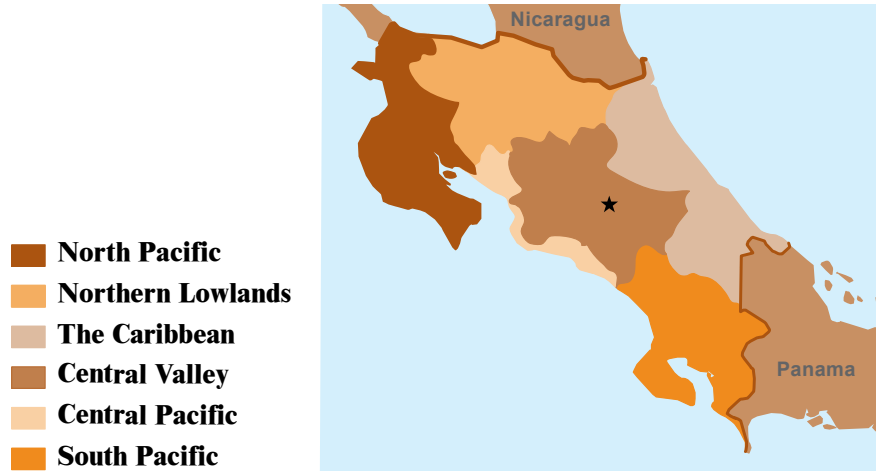 Nicaragua
North Pacific
Northern Lowlands
The Caribbean
Central Valley
Central Pacific
South Pacific
Panama